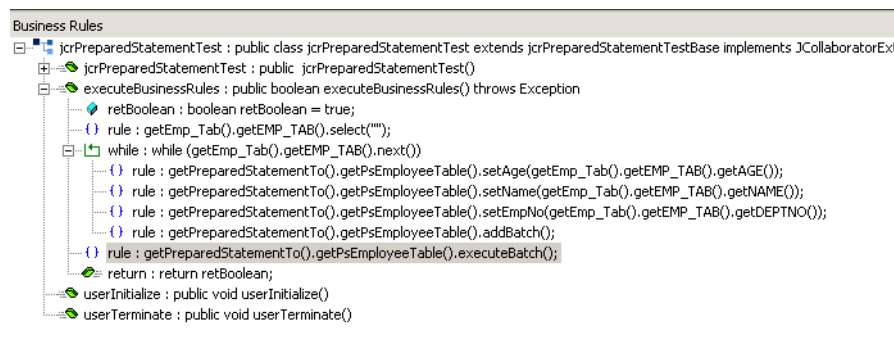 Business Rules
jcrPreparedStatementTest : public class jcrPreparedStatementTest extends jcrPreparedStatementTestBase implements JCollaboratorExt
jcrPreparedStatementTest : public jcrPreparedStatementTest()
executeBusinessRules : public boolean executeBusinessRules() throws Exception
retBoolean : boolean retBoolean = true;
{} rule : getEmp_Tab().getEMP_TAB().select("");
while : while (getEmp_Tab().getEMP_TAB().next())
{} rule : getPreparedStatementTo().getPsEmployeeTable().setAge(getEmp_Tab().getEMP_TAB().getAGE());
{} rule : getPreparedStatementTo().getPsEmployeeTable().setName(getEmp_Tab().getEMP_TAB().getNAME());
{} rule : getPreparedStatementTo().getPsEmployeeTable().setEmpNo(getEmp_Tab().getEMP_TAB().getDEPTNO());
{} rule : getPreparedStatementTo().getPsEmployeeTable().addBatch();
{} rule : getPreparedStatementTo().getPsEmployeeTable().executeBatch();
return : return retBoolean;
userInitialize : public void userInitialize()
userTerminate : public void userTerminate()